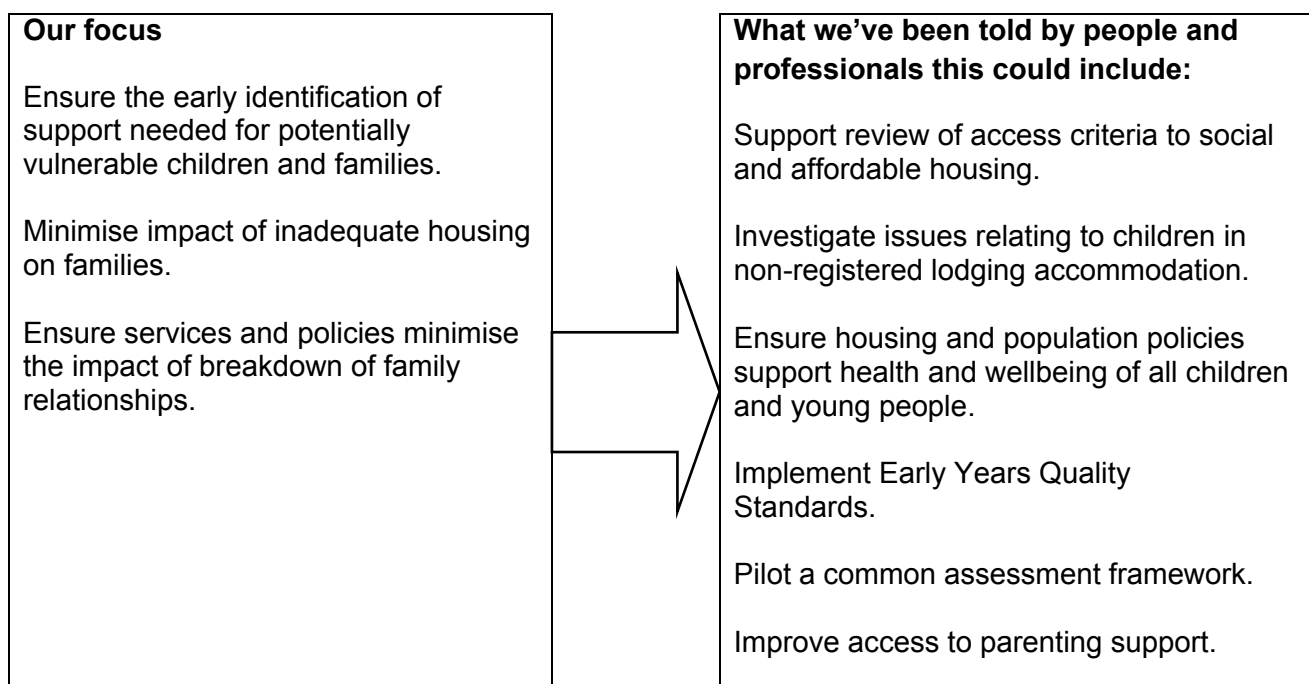 Our focus
Ensure the early identification of
support needed for potentially
vulnerable children and families.
Minimise impact of inadequate housing
on families.
Ensure services and policies minimise
the impact of breakdown of family
relationships.
What we've been told by people and
professionals this could include:
Support review of access criteria to social
and affordable housing.
Investigate issues relating to children in
non-registered lodging accommodation.
Ensure housing and population policies
support health and wellbeing of all children
and young people.
Implement Early Years Quality
Standards.
Pilot a common assessment framework.
Improve access to parenting support.